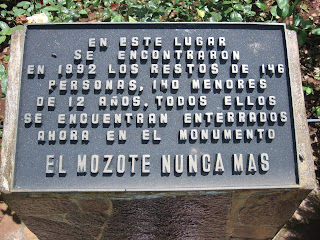 EN ESTE LUGAR
SE ENCONTRARON
EN 1992 LOS RESTOS DE 146
PERSONAS, 140 MENORES
DE 12 AÑOS, TODOS ELLOS
SE ENCUENTRAN ENTERRADOS
AHORA EN EL MONUMENTO
EL MOZOTE NUNCA MAS